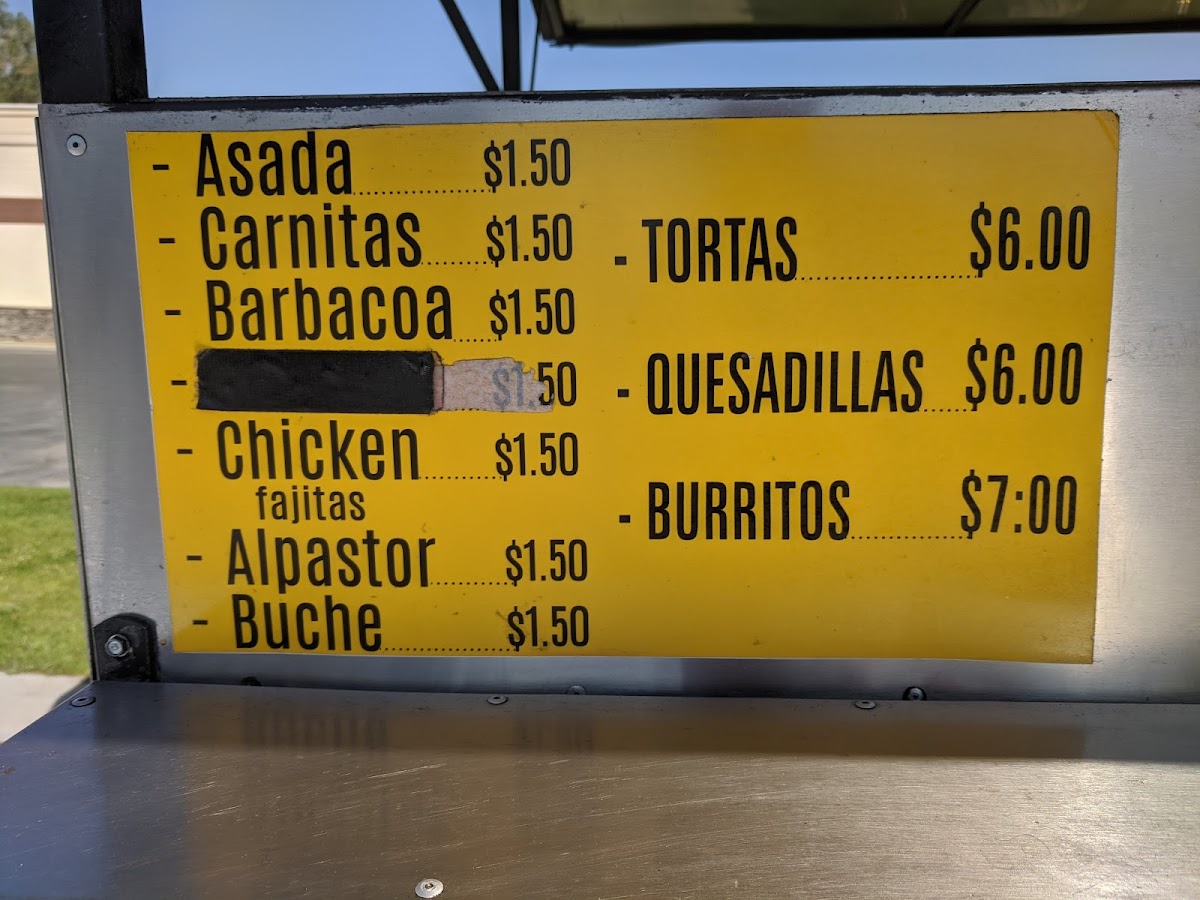 - Asada $1.50
- Carnitas $1.50
- Barbacoa $1.50
- $1.50
- Chicken $1.50
fajitas
- Alpastor $1.50
- Buche $1.50
- TORTAS $6.00
- QUESADILLAS $6.00
- BURRITOS $7:00